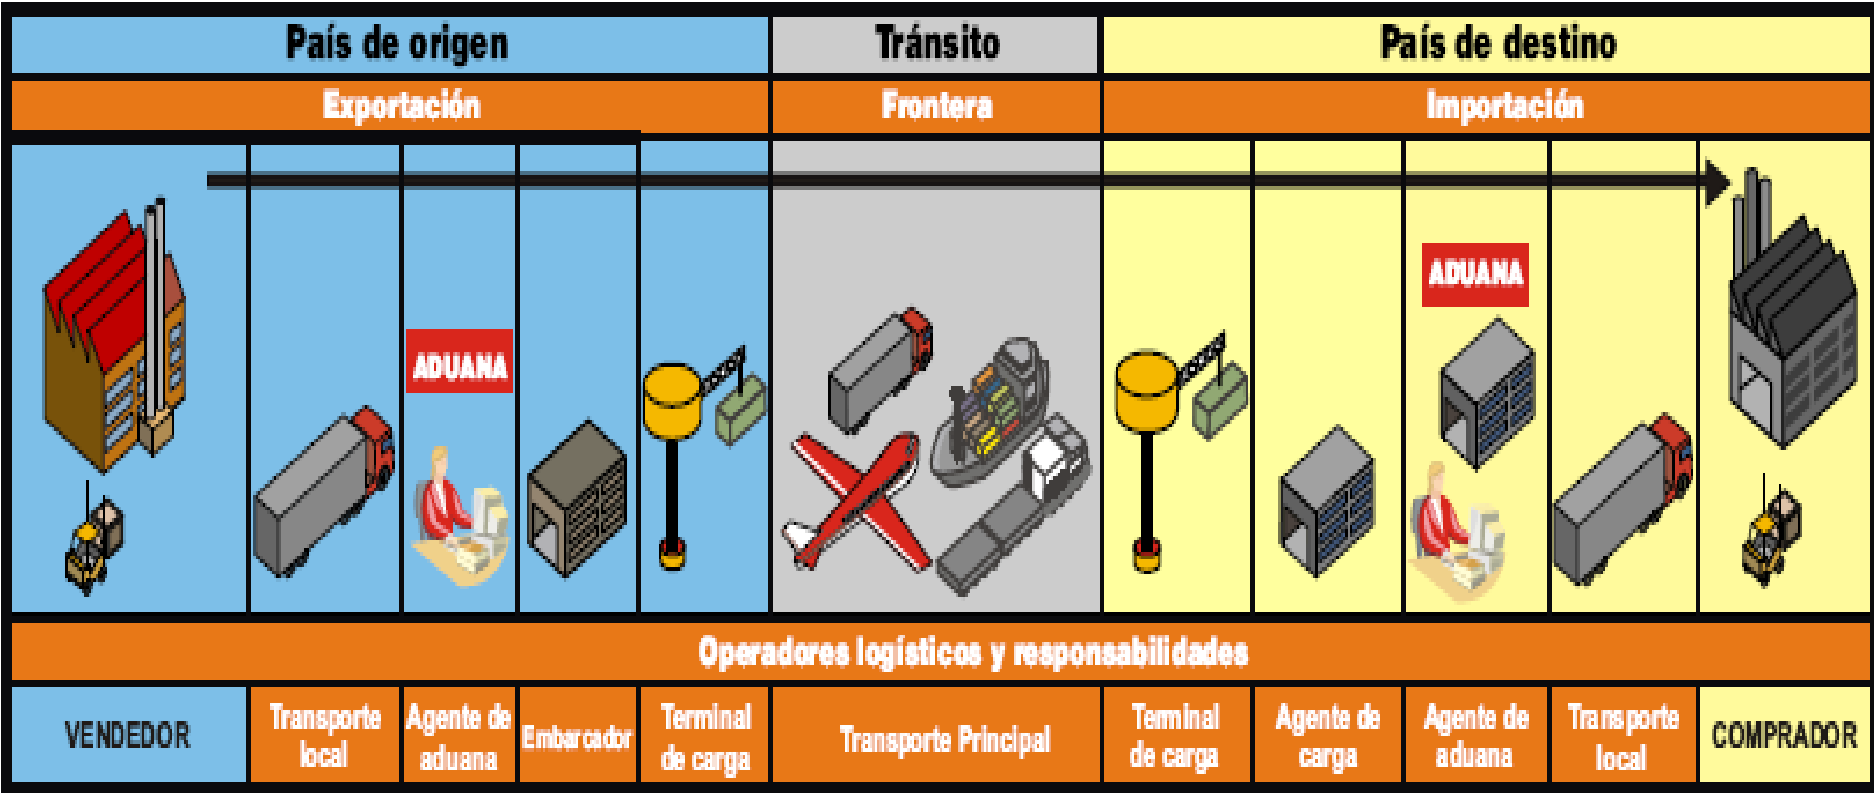 País de origen
Tránsito
País de destino
Exportación
Frontera
Importación
ADUANA
ADUANA
Operadores logísticos y responsabilidades
VENDEDOR
Transporte
local
Agente de
aduana
Embarcador
Terminal
de carga
Transporte Principal
Terminal
de carga
Agente de
carga
Agente de
aduana
Transporte
local
COMPRADOR